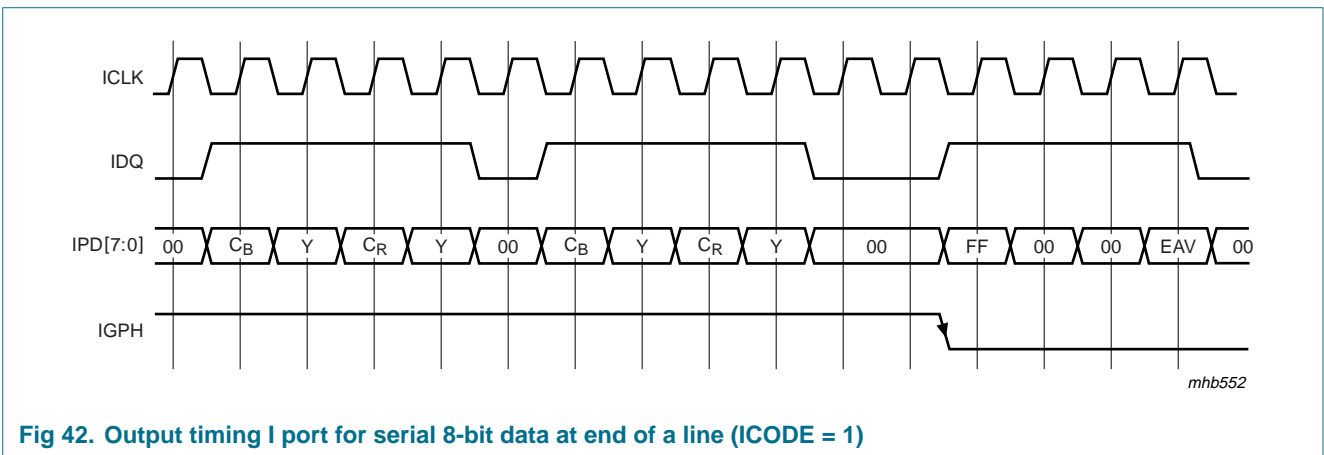 ICLK
IDQ
IPD[7:0] 00 CB Y CR Y 00 CB Y CR Y 00 FF 00 00 EAV 00
IGPH
mhb552
Fig 42. Output timing I port for serial 8-bit data at end of a line (ICODE = 1)